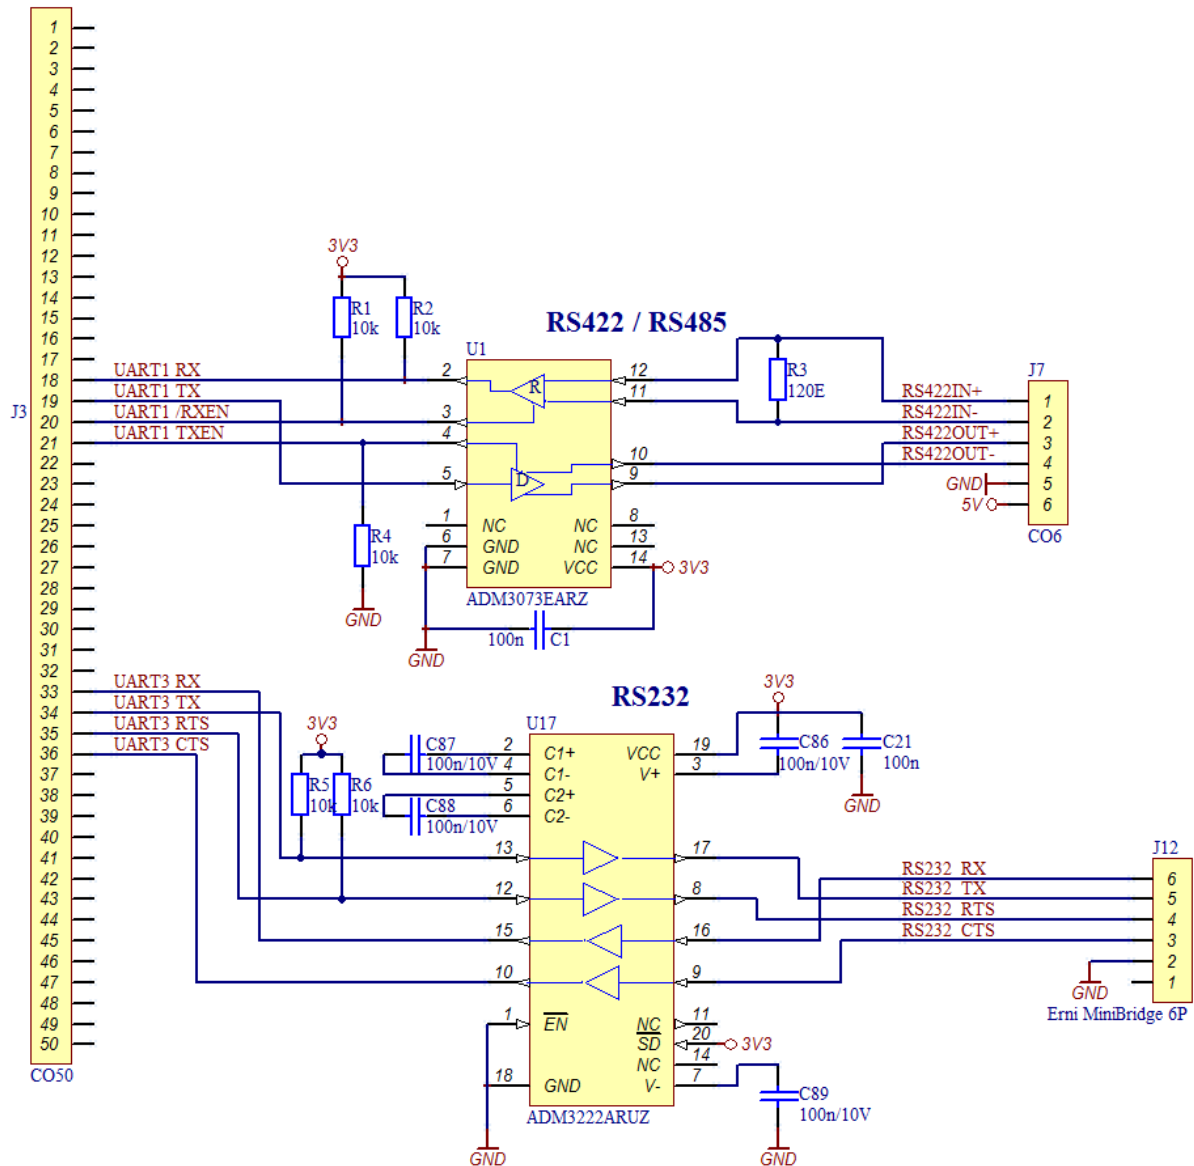 1
2
3
4
5
6
7
8
9
10
11
12
13
14
15
16
17
18
19
20
21
22
23
24
25
26
27
28
29
30
31
32
33
34
35
36
37
38
39
40
41
42
43
44
45
46
47
48
49
50
J3
CO50
UART1 RX
UART1 TX
UART1 /RXEN
UART1 TXEN
3V3
R1
10k
R2
10k
R4
10k
GND
RS422 / RS485
U1
2
3
4
5
1
6
7
R
D
NC
GND
GND
NC
NC
VCC
12
11
10
9
8
13
14
3V3
ADM3073EARZ
100n
C1
GND
R3
120E
RS422IN+
RS422IN-
RS422OUT+
RS422OUT-
GND
5V
J7
1
2
3
4
5
6
CO6
UART3 RX
UART3 TX
UART3 RTS
UART3 CTS
3V3
R5
10k
R6
10k
RS232
U17
C87
100n/10V
C88
100n/10V
2
4
5
6
13
12
15
10
1
18
C1+
C1-
C2+
C2-
EN
GND
VCC
V+
NC
SD
NC
V-
19
3
17
8
16
9
11
20
14
7
ADM3222ARUZ
GND
3V3
C86
100n/10V
C21
100n
GND
3V3
C89
100n/10V
GND
RS232 RX
RS232 TX
RS232 RTS
RS232 CTS
GND
J12
6
5
4
3
2
1
Erni MiniBridge 6P